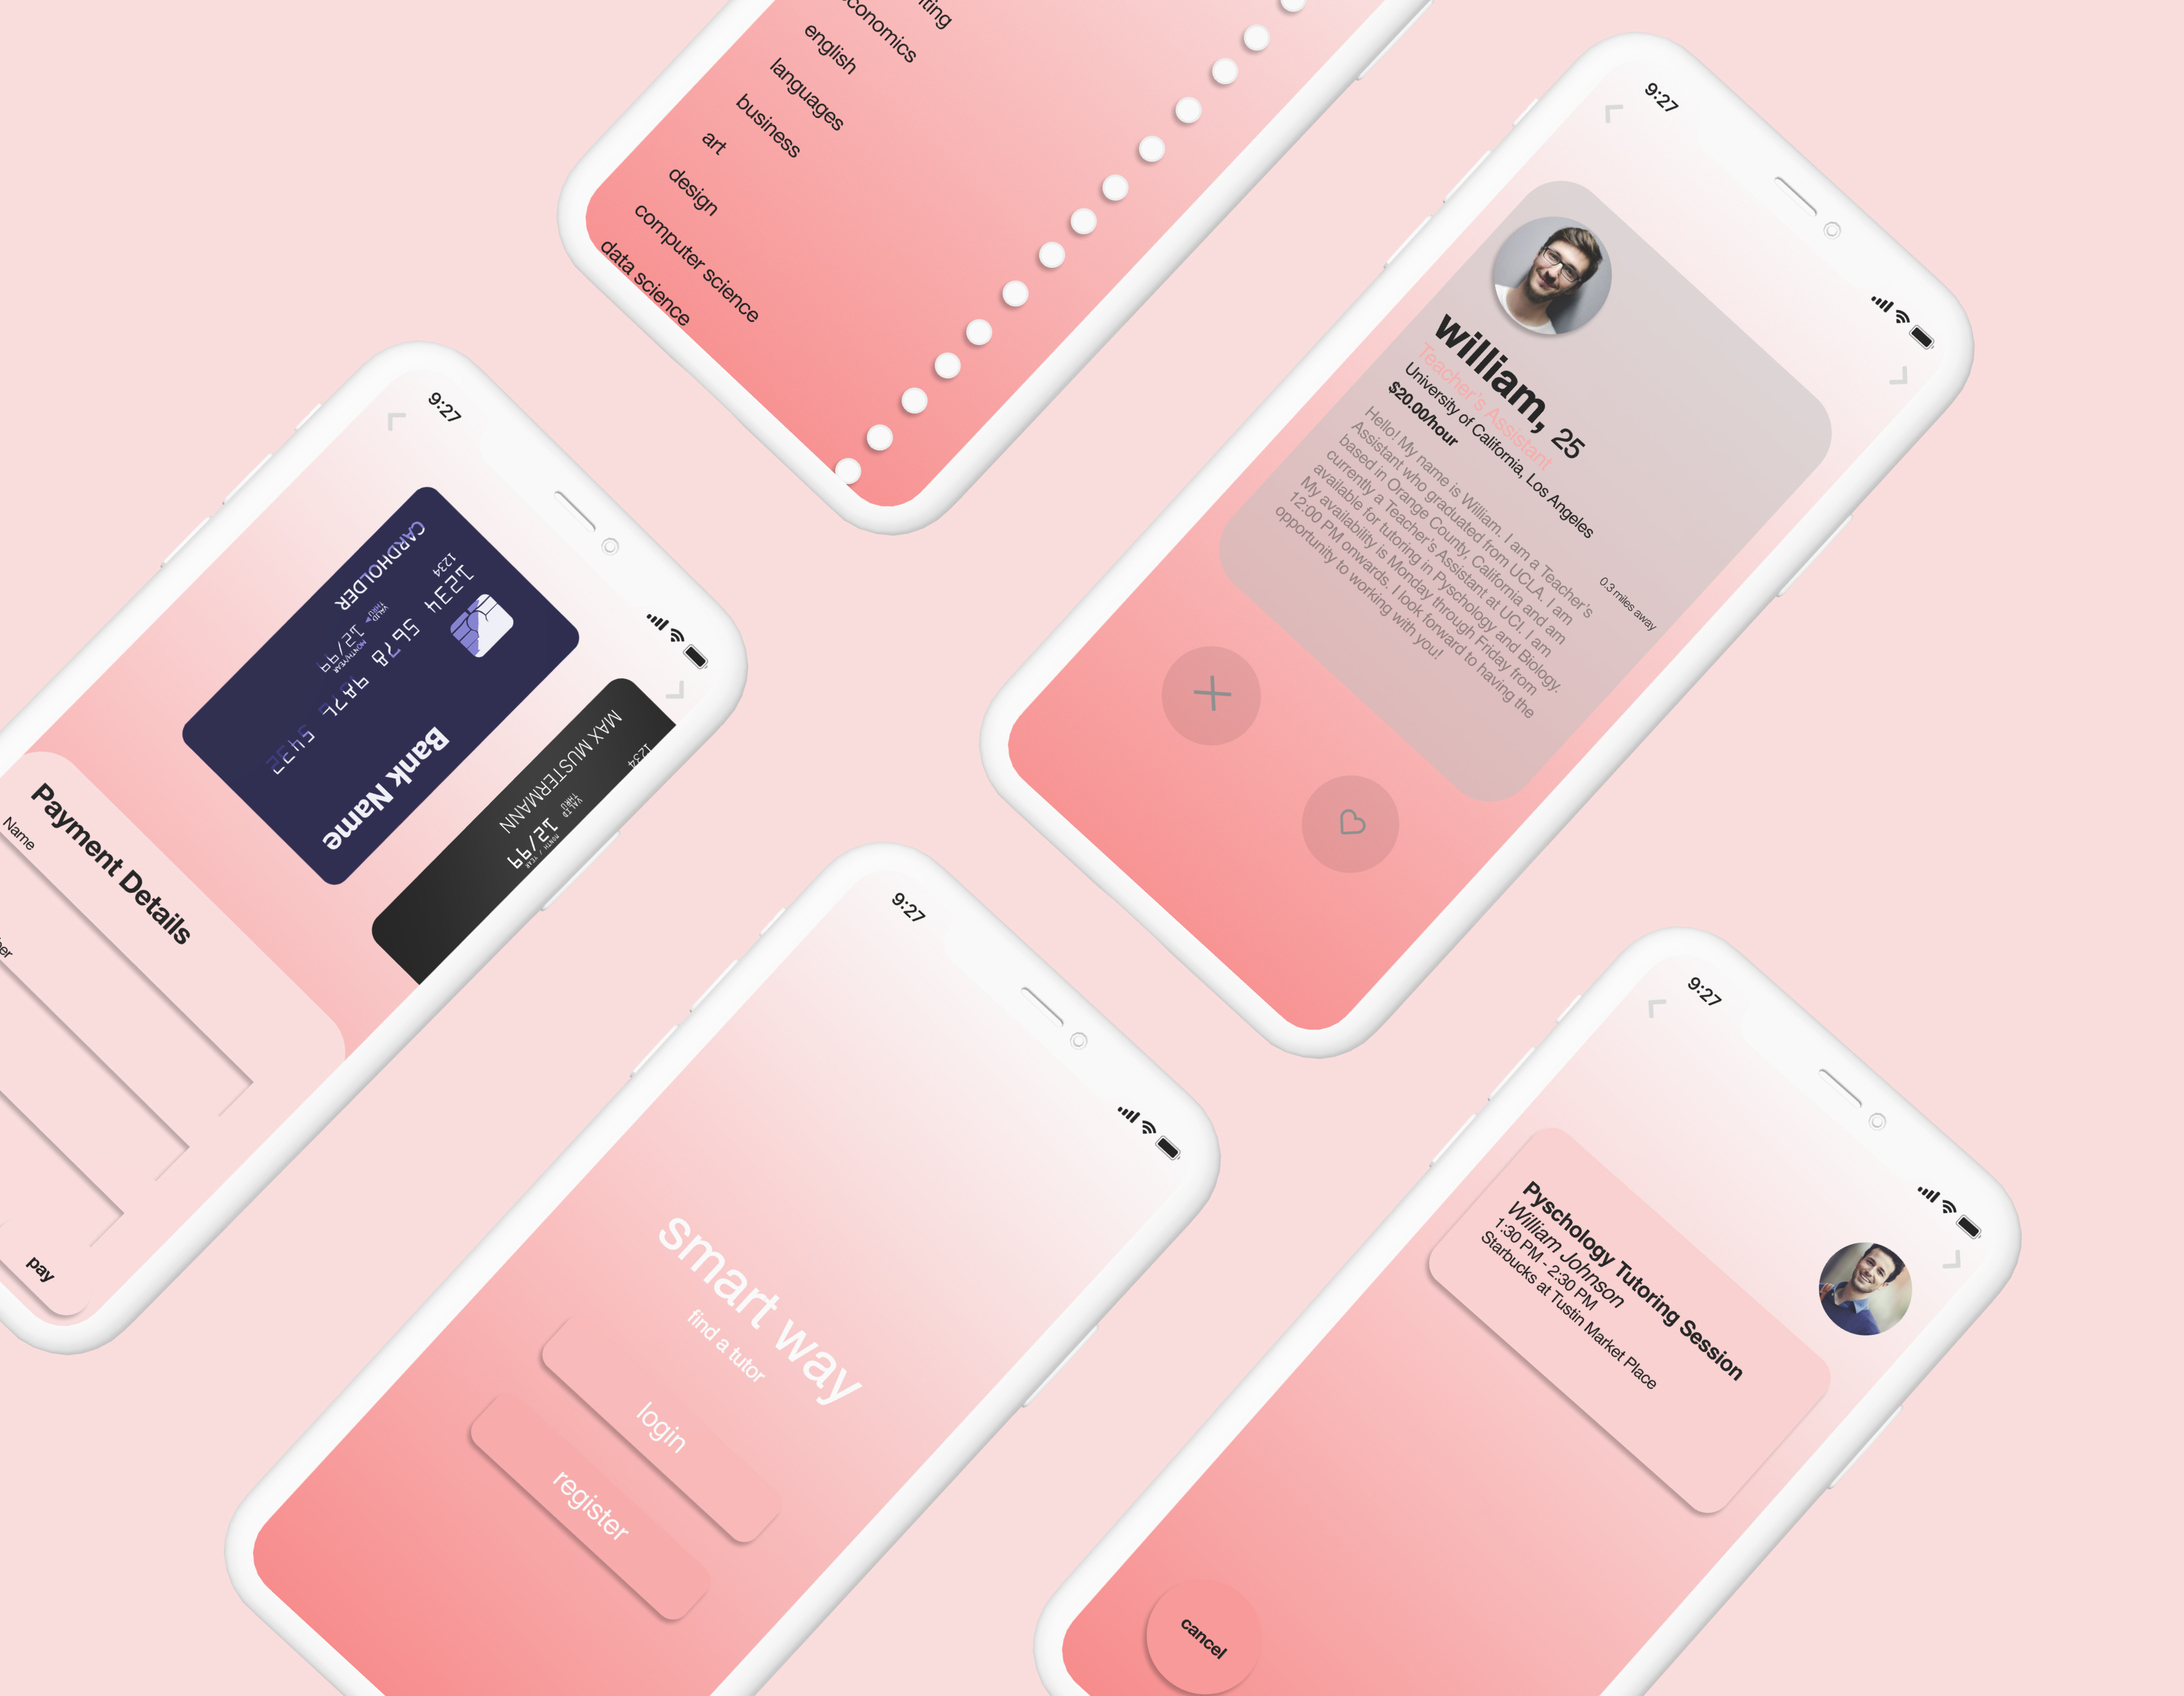 economics
english
languages
business
art
design
computer science
data science
9:27
william, 25
Teacher's Assistant
University of California, Los Angeles
$20.00/hour
0.3 miles away
Hello! My name is William. I am a Teacher's
Assistant who graduated from UCLA. I am
based in Orange County, California and am
currently a Teacher's Assistant at UCI. I am
available for tutoring in Pyschology and Biology.
My availability is Monday through Friday from
12:00 PM onwards. I look forward to having the
opportunity to working with you!
9:27
Bank Name
1234 5678 9876 5432
1234
MONTH/YEAR
VALID
THRU
12/99
CARDHOLDER
1234
MONTH / YEAR
VALID
THRU
12/99
MAX MUSTERMANN
Payment Details
Name
pay
9:27
smart way
find a tutor
login
register
9:27
Pyschology Tutoring Session
William Johnson
1:30 PM - 2:30 PM
Starbucks at Tustin Market Place
cancel